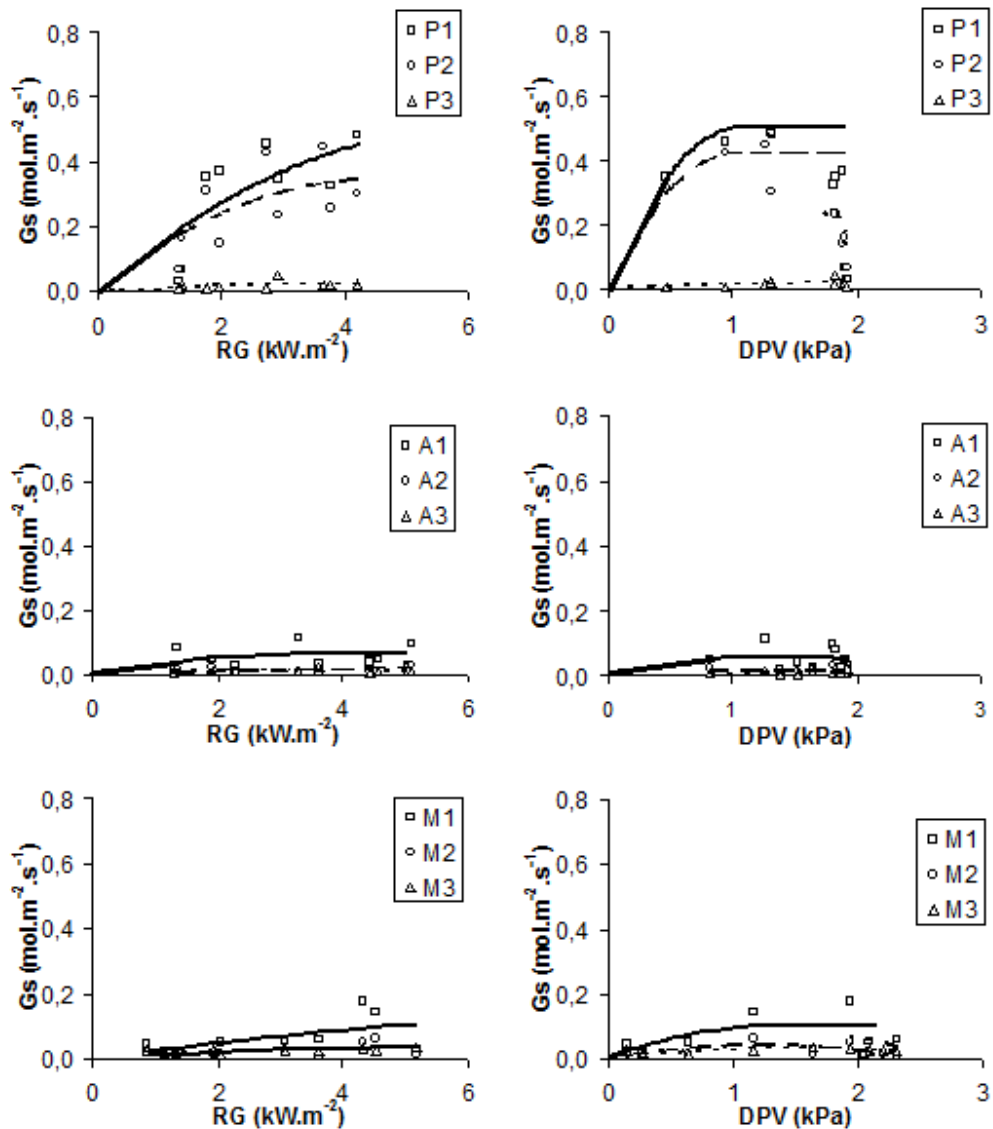 0,8
0,6
0,4
0,2
0,0
Gs (mol.m⁻².s⁻¹)
P1
P2
P3
0 2 4 6
RG (kW.m⁻²)
0,8
0,6
0,4
0,2
0,0
Gs (mol.m⁻².s⁻¹)
P1
P2
P3
0 1 2 3
DPV (kPa)
0,8
0,6
0,4
0,2
0,0
Gs (mol.m⁻².s⁻¹)
A1
A2
A3
0 2 4 6
RG (kW.m⁻²)
0,8
0,6
0,4
0,2
0,0
Gs (mol.m⁻².s⁻¹)
A1
A2
A3
0 1 2 3
DPV (kPa)
0,8
0,6
0,4
0,2
0,0
Gs (mol.m⁻².s⁻¹)
M1
M2
M3
0 2 4 6
RG (kW.m⁻²)
0,8
0,6
0,4
0,2
0,0
Gs (mol.m⁻².s⁻¹)
M1
M2
M3
0 1 2 3
DPV (kPa)